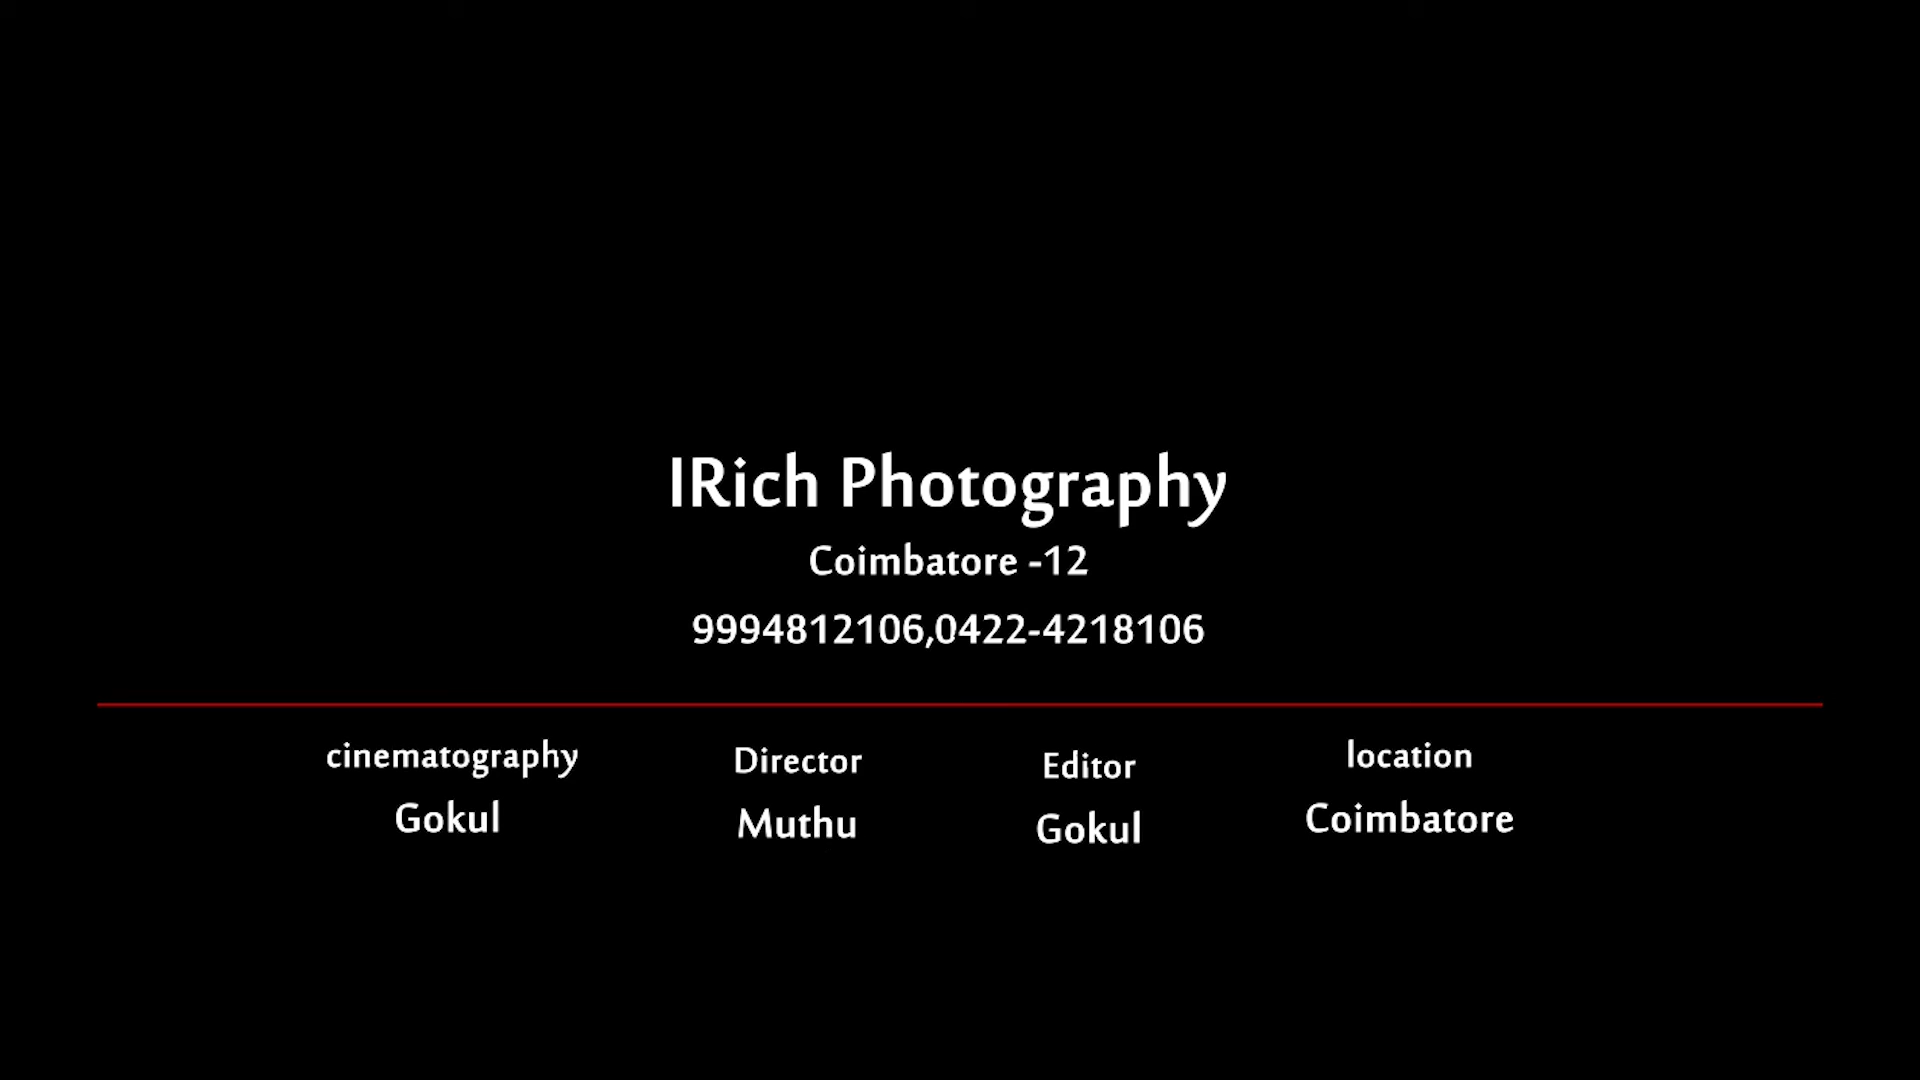 IRich Photography
Coimbatore -12
9994812106,0422-4218106
cinematography Director Editor location
Gokul Muthu Gokul Coimbatore